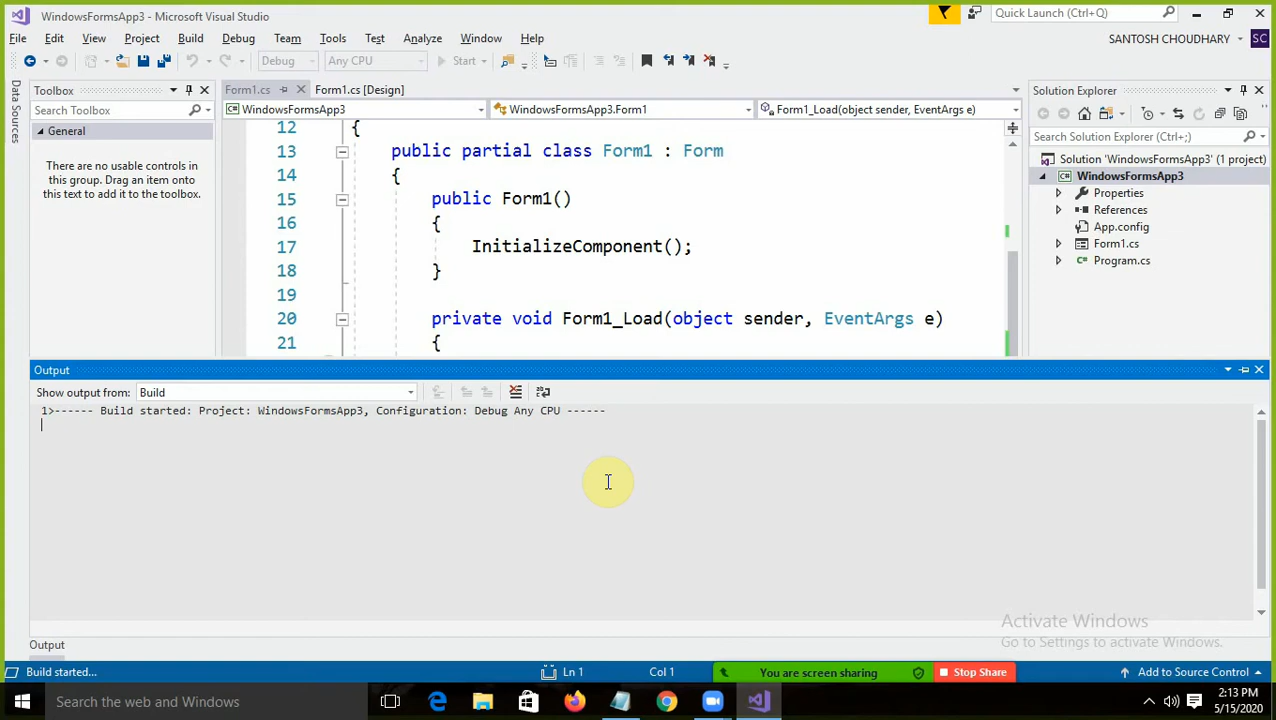 WindowsFormsApp3 - Microsoft Visual Studio
Quick Launch (Ctrl+Q)
File Edit View Project Build Debug Team Tools Test Analyze Window Help
SANTOSH CHOUDHARY SC
Debug Any CPU Start
Data Sources
Toolbox
Search Toolbox
General
There are no usable controls in
this group. Drag an item onto
this text to add it to the toolbox.
Form1.cs Form1.cs [Design]
WindowsFormsApp3 WindowsFormsApp3.Form1 Form1_Load(object sender, EventArgs e)
12 {
13 public partial class Form1 : Form
14 {
15 public Form1()
16 {
17 InitializeComponent();
18 }
19
20 private void Form1_Load(object sender, EventArgs e)
21 {
Solution Explorer
Search Solution Explorer (Ctrl+;)
Solution 'WindowsFormsApp3' (1 project)
WindowsFormsApp3
Properties
References
App.config
Form1.cs
Program.cs
Output
Show output from: Build
1>------ Build started: Project: WindowsFormsApp3, Configuration: Debug Any CPU ------
Activate Windows
Go to Settings to activate Windows.
Output
Build started... Ln 1 Col 1 You are screen sharing Stop Share Add to Source Control
Search the web and Windows
2:13 PM
5/15/2020